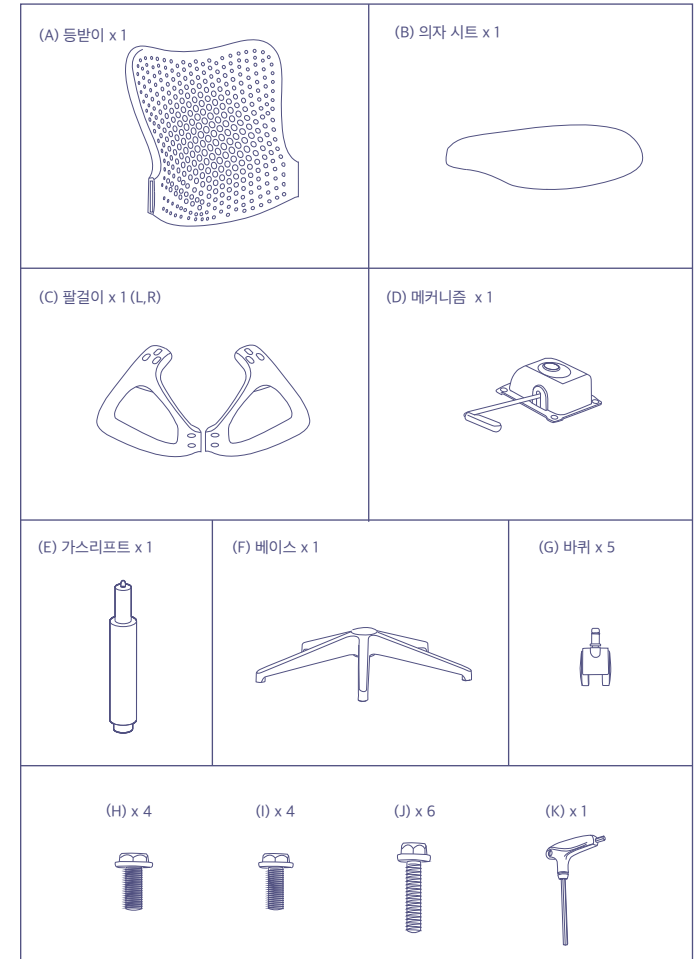 (A) 등받이 x 1
(B) 의자 시트 x 1
(C) 팔걸이 x 1 (L,R)
(D) 메커니즘 x 1
(E) 가스리프트 x 1
(F) 베이스 x 1
(G) 바퀴 x 5
(H) x 4
(I) x 4
(J) x 6
(K) x 1